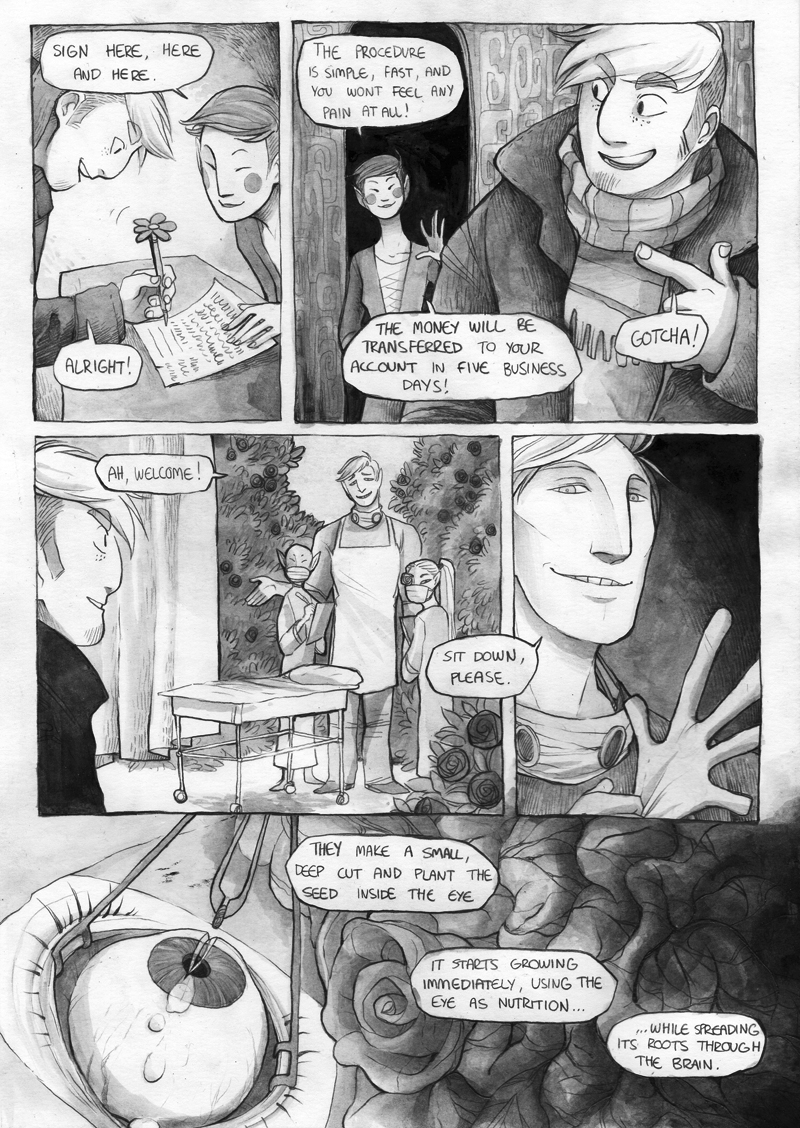 SIGN HERE, HERE
AND HERE.
ALRIGHT!
THE PROCEDURE
IS SIMPLE, FAST, AND
YOU WONT FEEL ANY
PAIN AT ALL!
THE MONEY WILL BE
TRANSFERRED TO YOUR
ACCOUNT IN FIVE BUSINESS
DAYS!
GOTCHA!
AH, WELCOME!
SIT DOWN,
PLEASE.
THEY MAKE A SMALL,
DEEP CUT AND PLANT THE
SEED INSIDE THE EYE
IT STARTS GROWING
IMMEDIATELY, USING THE
EYE AS NUTRITION...
...WHILE SPREADING
ITS ROOTS THROUGH
THE BRAIN.